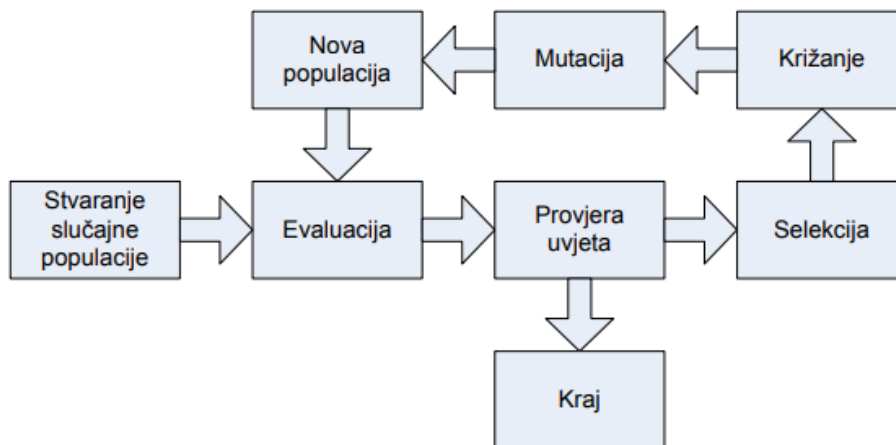 Nova
populacija
Mutacija
Križanje
Stvaranje
slučajne
populacije
Evaluacija
Provjera
uvjeta
Selekcija
Kraj